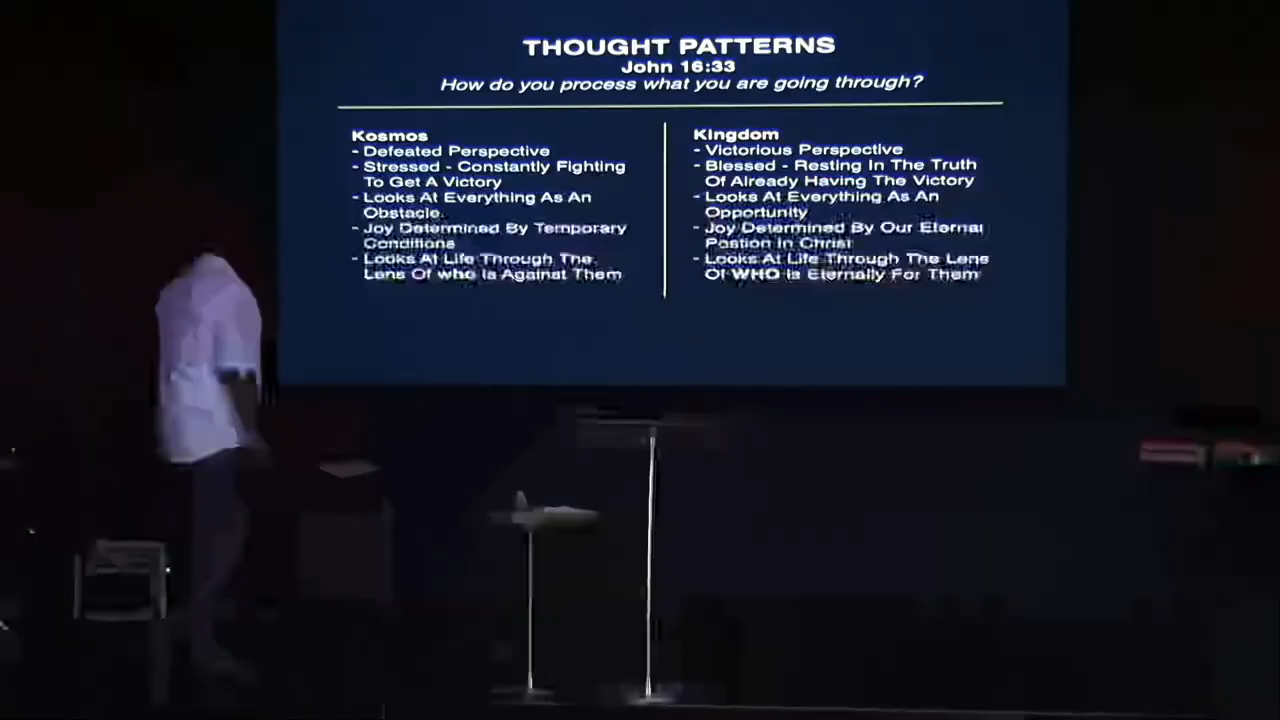 THOUGHT PATTERNS
John 16:33
How do you process what you are going through?
Kosmos
- Defeated Perspective
- Stressed - Constantly Fighting
To Get A Victory
- Looks At Everything As An
Obstacle.
- Joy Determined By Temporary
Conditions
- Looks At Life Through The
Lens Of who Is Against Them
Kingdom
- Victorious Perspective
- Blessed - Resting In The Truth
Of Already Having The Victory
- Looks At Everything As An
Opportunity
- Joy Determined By Our Eternal
Postion In Christ
- Looks At Life Through The Lens
Of WHO Is Eternally For Them